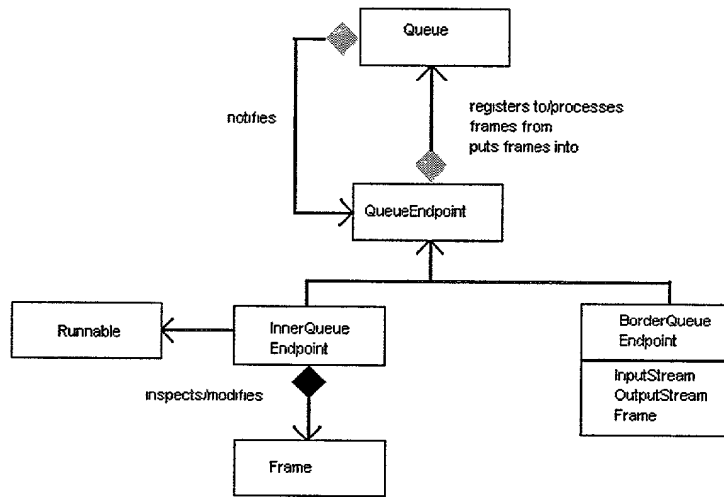 Queue
notifies
registers to/processes
frames from
puts frames into
QueueEndpoint
Runnable
InnerQueue
Endpoint
BorderQueue
Endpoint
InputStream
OutputStream
Frame
inspects/modifies
Frame